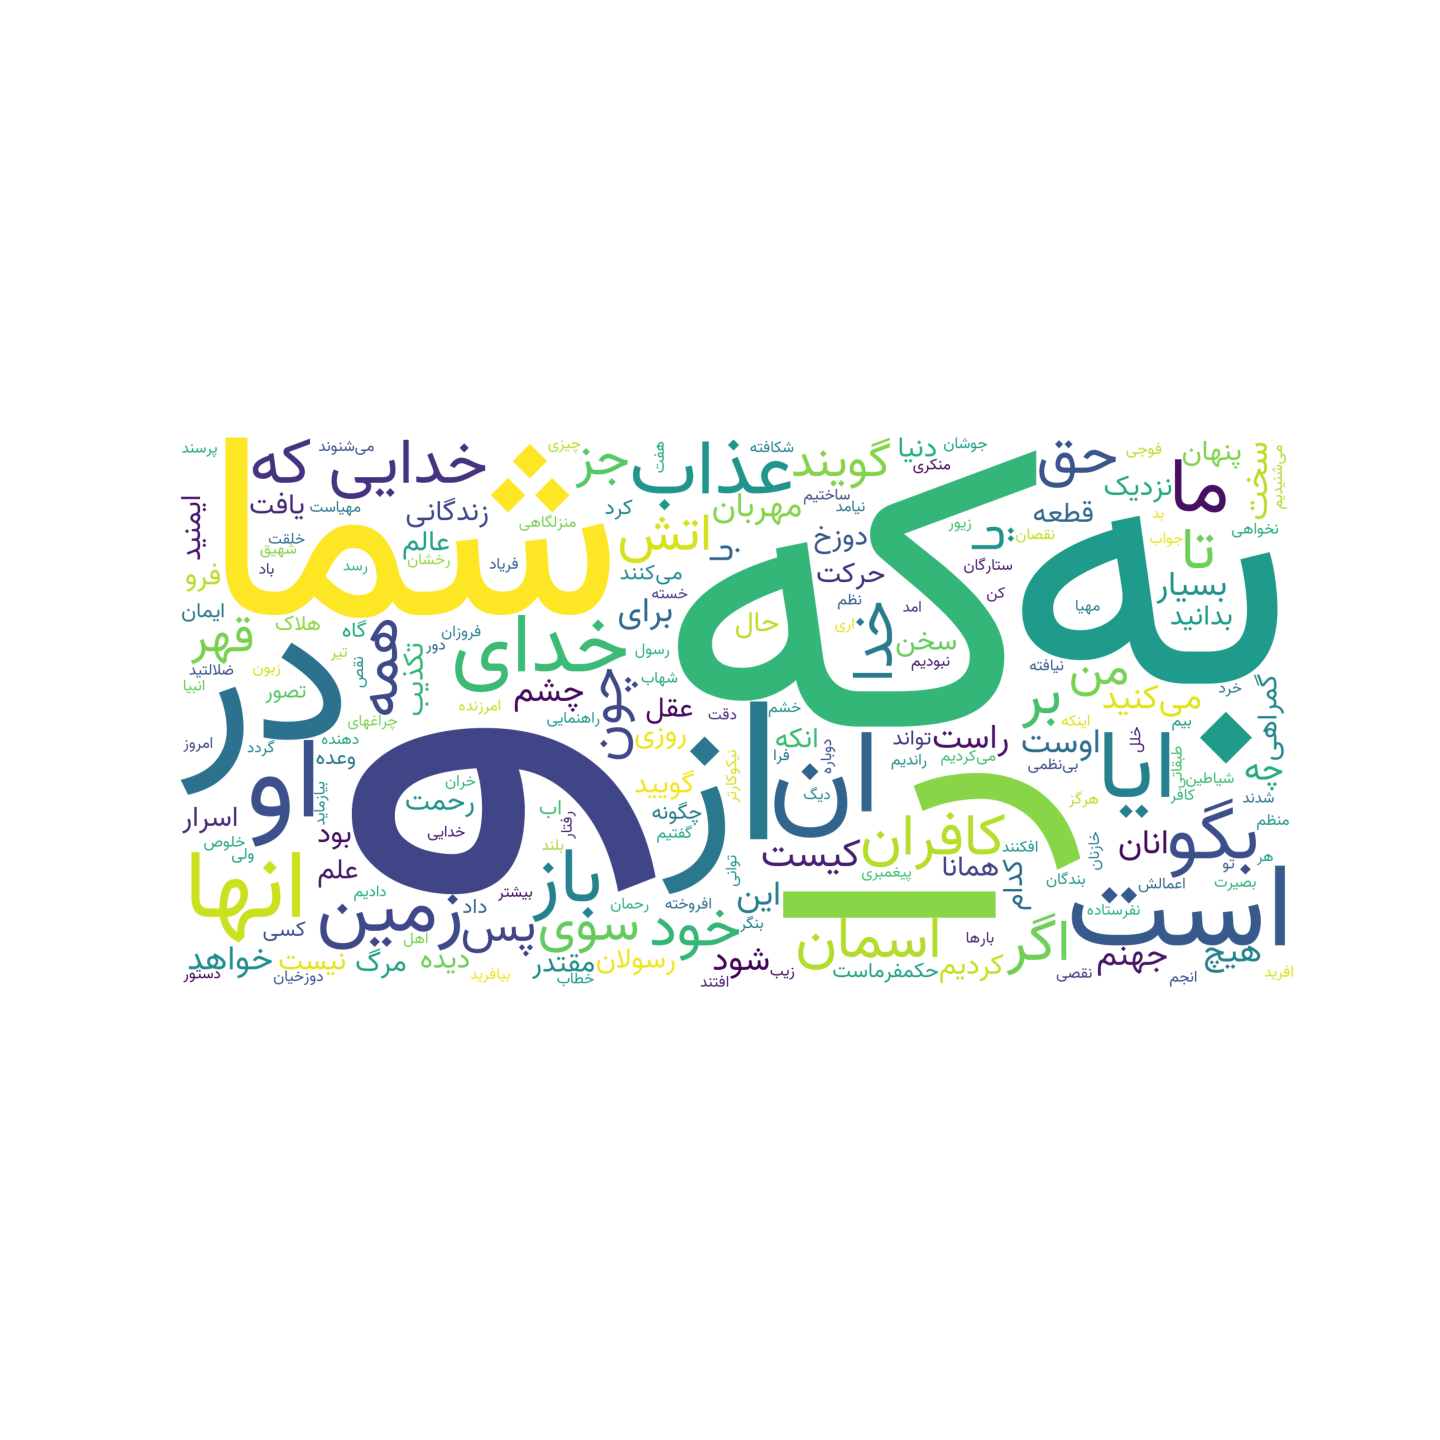 شما
که
به
و
در
از
است
ان
او
ایا
را
خدایی که
جز
عذاب
گویند
دنیا
حق
ما
پنهان
سخت
نزدیک
تا
قطعه
بسیار
بدانید
من
بر
می‌کنید
گمراهی
اوست
چه
بگو
انان
هیچ
جهنم
اگر
کردیم
اسمان
کافران
همانا
کدام
کیست
این
خود
شود
رسولان
مقتدر
سوی
دیده
پس
زمین
باز
مرگ
نیست
خواهد
کسی
انها
علم
بود
اسرار
رحمت
وعده
همه
تکذیب
چون
چشم
خدای
عقل
روزی
گویید
چگونه
انکه
راست
تواند
سخن
خدا
حال
برای
حرکت
دوزخ
مهربان
اتش
می‌کنند
زندگانی
عالم
یافت
ایمنید
فرو
ایمان
قهر
هلاک
گاه
تصور
پرسند
می‌شنوند
چیزی
هفت
شکافته
جوشان
منکری
فوجی
می‌شنیدیم
نخواهی
بد
جواب
نقصان
زیور
ستارگان
کن
مهیا
نیافته
خرد
اینکه
بیم
خلل
بی‌نظمی
طبقاتی
شیاطین
کافر
شدند
منظم
هر
تو
بصیرت
هرگز
خازنان
بندگان
اعمالش
نفرستاده
افرید
انجم
نقصی
بارها
حکمفرماست
پیغمبری
افکنند
زیب
افتند
بنگر
توانی
افروخته
رحمان
خطاب
بیافرید
بیشتر
داد
اهل
دادیم
دوزخیان
دستور
ولی
خلوص
بیازماید
دهنده
گردد
امروز
چراغهای
انبیا
ضلالتید
زبون
تیر
نقص
دور
فروزان
امرزنده
راهنمایی
شهاب
رسول
دقت
خشم
می‌کردیم
راندیم
دوباره
فرا
دیگ
نیکوکارتر
اب
گفتیم
بلند
رفتار
خران
خدایی
نبودیم
اری
امد
نظم
خسته
نیامد
ساختیم
کرد
منزلگاهی
فریاد
رخشان
رسد
مهیاست
خلقت
شهیق
باد